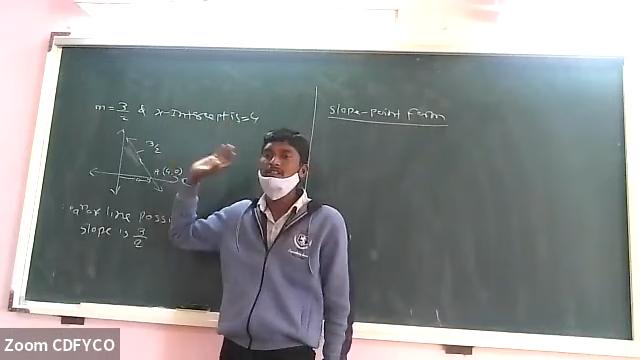 m = 3/2 & x-Intercept is = 4
Slope-point Form
3/2
A (4,0)
line passi
slope is 3/2
Zoom CDFYCO